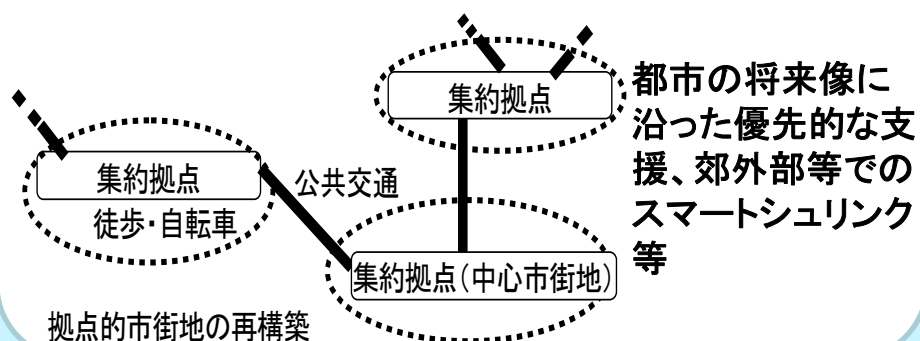 集約拠点
都市の将来像に
沿った優先的な支
援、郊外部等での
スマートシュリンク
等
集約拠点
公共交通
徒歩・自転車
集約拠点(中心市街地)
拠点的市街地の再構築